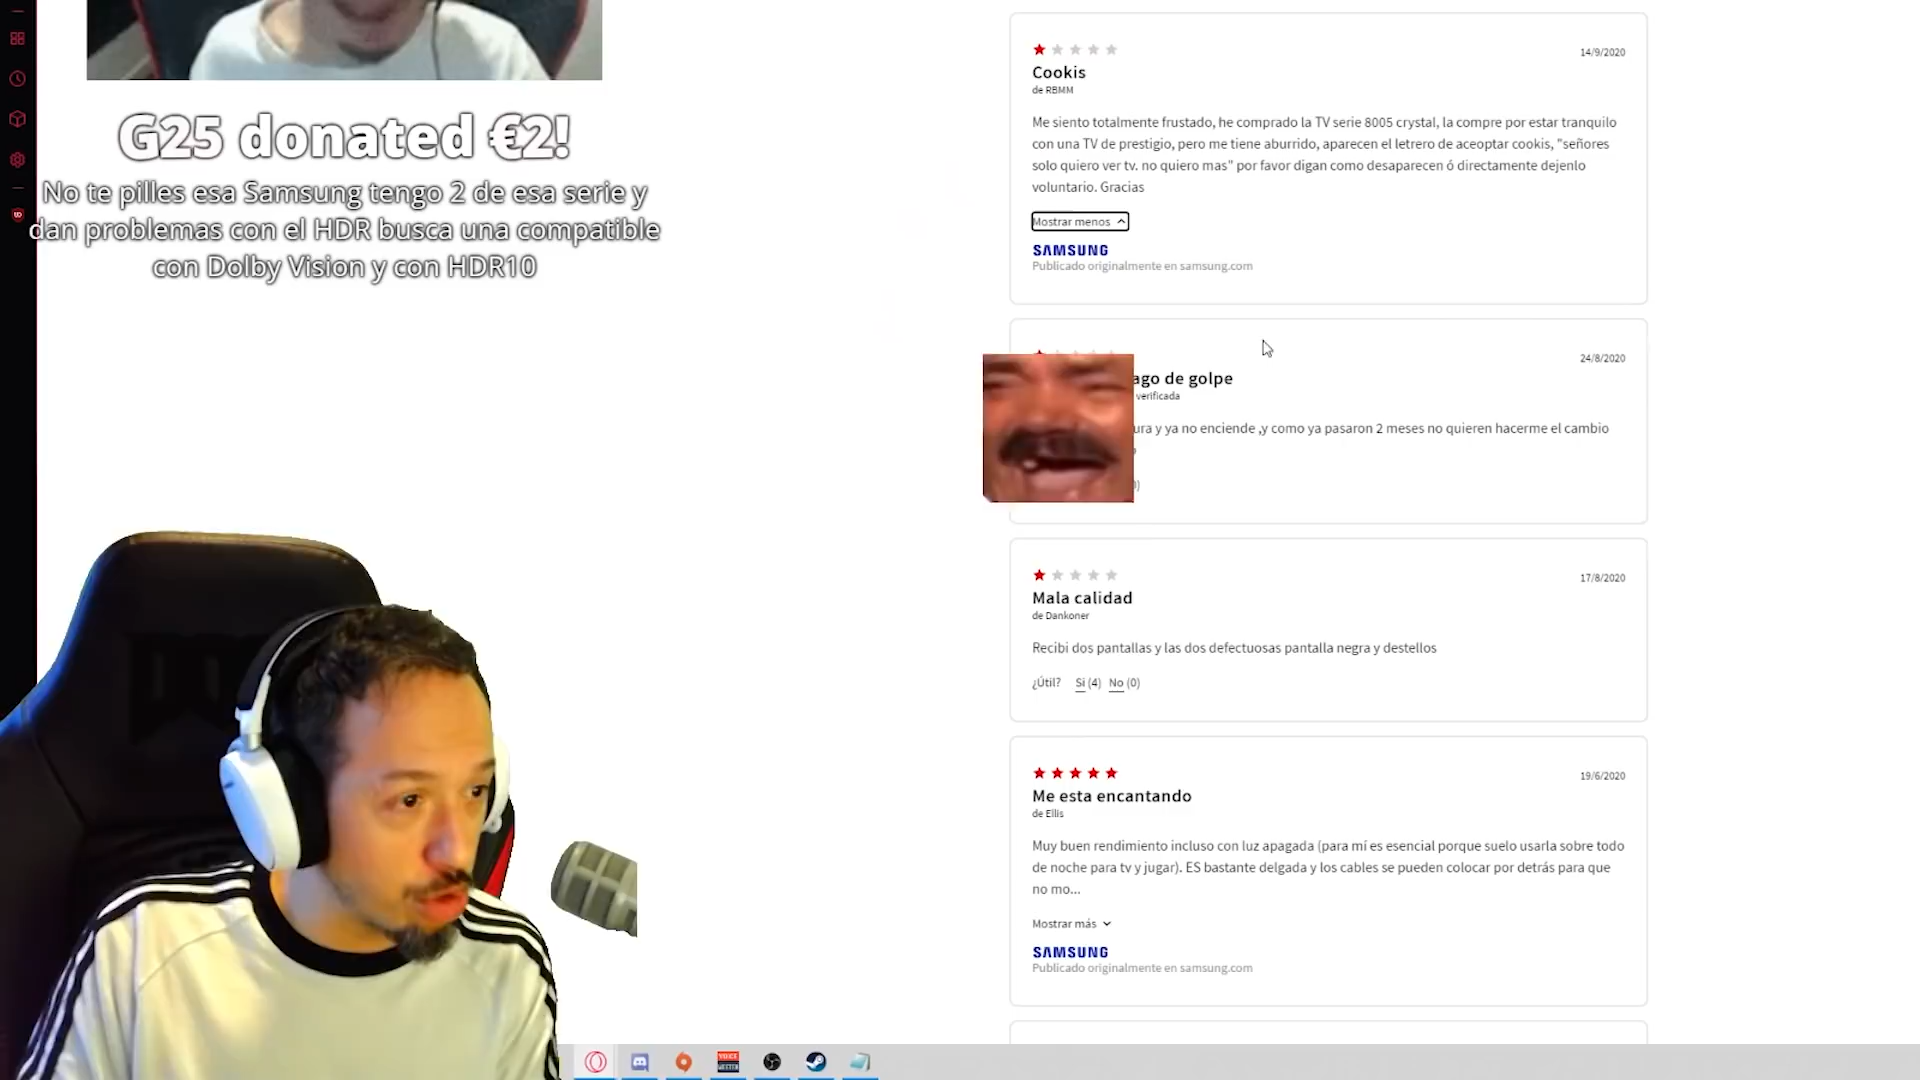 G25 donated €2!
No te pilles esa Samsung tengo 2 de esa serie y
dan problemas con el HDR busca una compatible
con Dolby Vision y con HDR10
14/9/2020
Cookis
de RBMM
Me siento totalmente frustado, he comprado la TV serie 8005 crystal, la compre por estar tranquilo
con una TV de prestigio, pero me tiene aburrido, aparecen el letrero de aceoptar cookis, "señores
solo quiero ver tv. no quiero mas" por favor digan como desaparecen ó directamente dejenlo
voluntario. Gracias
Mostrar menos
SAMSUNG
Publicado originalmente en samsung.com
24/8/2020
de golpe
verificada
y ya no enciende ,y como ya pasaron 2 meses no quieren hacerme el cambio
17/8/2020
Mala calidad
de Dankoner
Recibi dos pantallas y las dos defectuosas pantalla negra y destellos
¿Útil? Si (4) No (0)
19/6/2020
Me esta encantando
de Ellis
Muy buen rendimiento incluso con luz apagada (para mí es esencial porque suelo usarla sobre todo
de noche para tv y jugar). ES bastante delgada y los cables se pueden colocar por detrás para que
no mo...
Mostrar más
SAMSUNG
Publicado originalmente en samsung.com